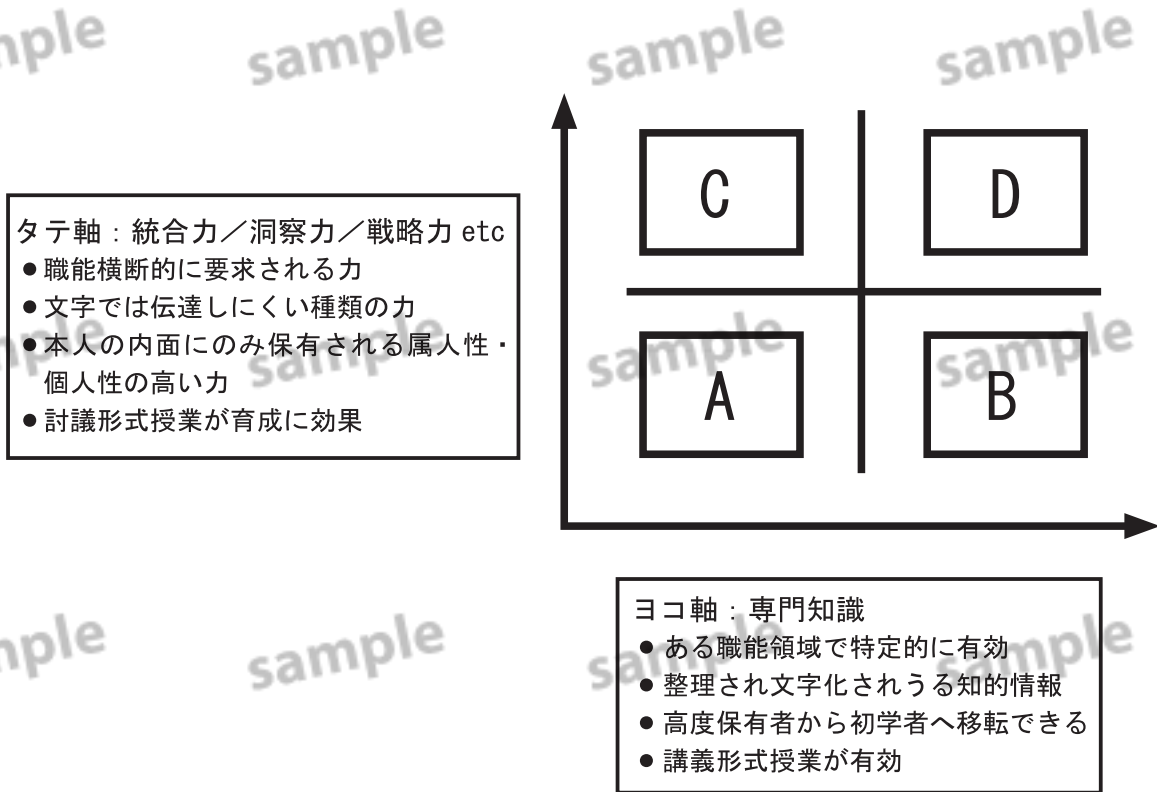 sample
sample
sample
sample
C
D
タテ軸：統合力／洞察力／戦略力 etc
●職能横断的に要求される力
●文字では伝達しにくい種類の力
●本人の内面にのみ保有される属人性・
個人性の高い力
●討議形式授業が育成に効果
sample
sample
sample
sample
A
B
ヨコ軸：専門知識
●ある職能領域で特定的に有効
●整理され文字化されうる知的情報
●高度保有者から初学者へ移転できる
●講義形式授業が有効
sample
sample
sample
sample